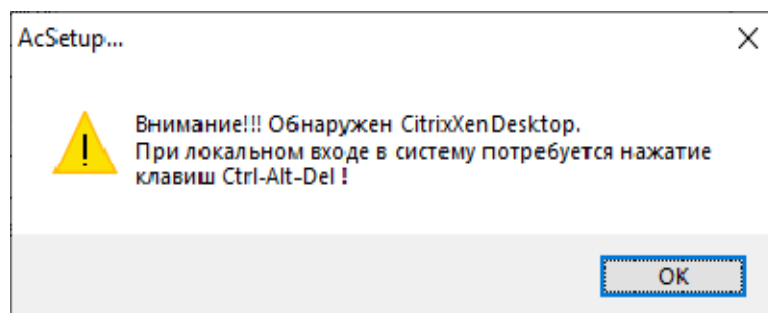 AcSetup...
Внимание!!! Обнаружен CitrixXenDesktop.
При локальном входе в систему потребуется нажатие
клавиш Ctrl-Alt-Del !
OK